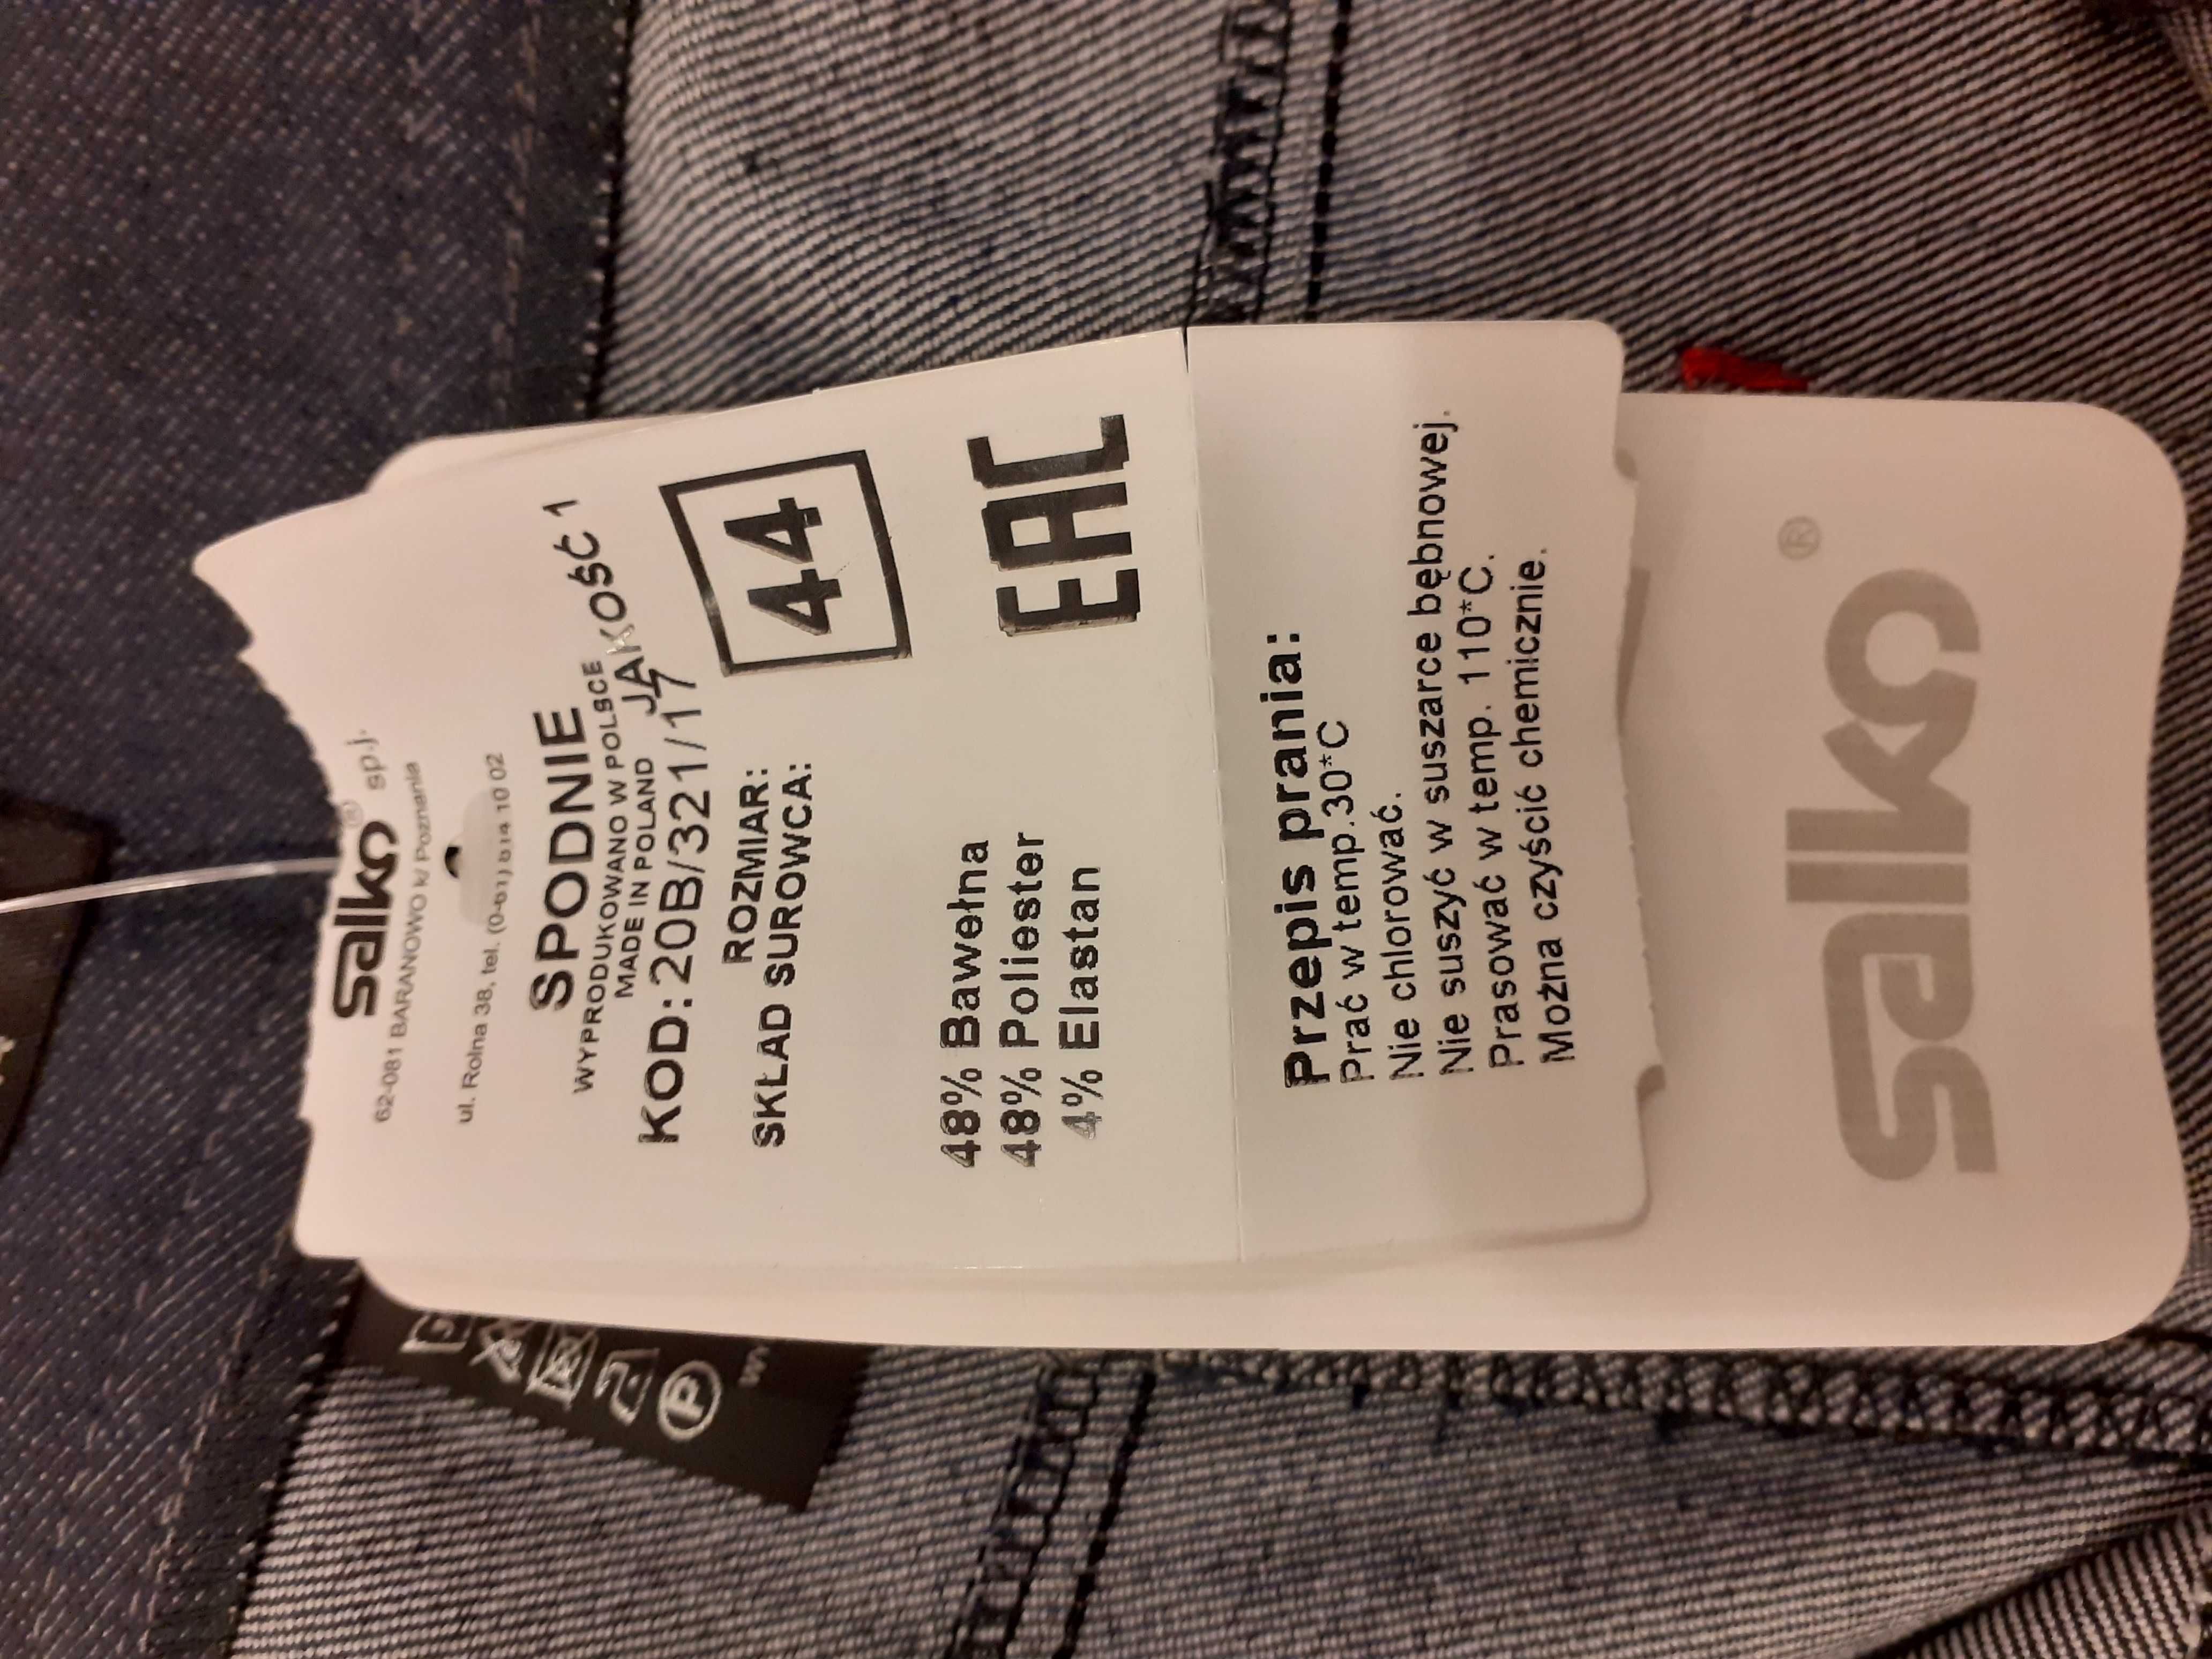 Salko® sp.j.
62-081 BARANOWO k/ Poznania
ul. Rolna 38, tel. (0-61) 814 10 02
SPODNIE
WYPRODUKOWANO W POLSCE
MADE IN POLAND JAKOŚĆ 1
KOD: 20B/321/17
ROZMIAR: 44
SKŁAD SUROWCA:
48% Bawełna
48% Poliester
4% Elastan
EAC
Przepis prania:
Prać w temp.30*C
Nie chlorować.
Nie suszyć w suszarce bębnowej.
Prasować w temp. 110*C.
Można czyścić chemicznie.
Salko®
P